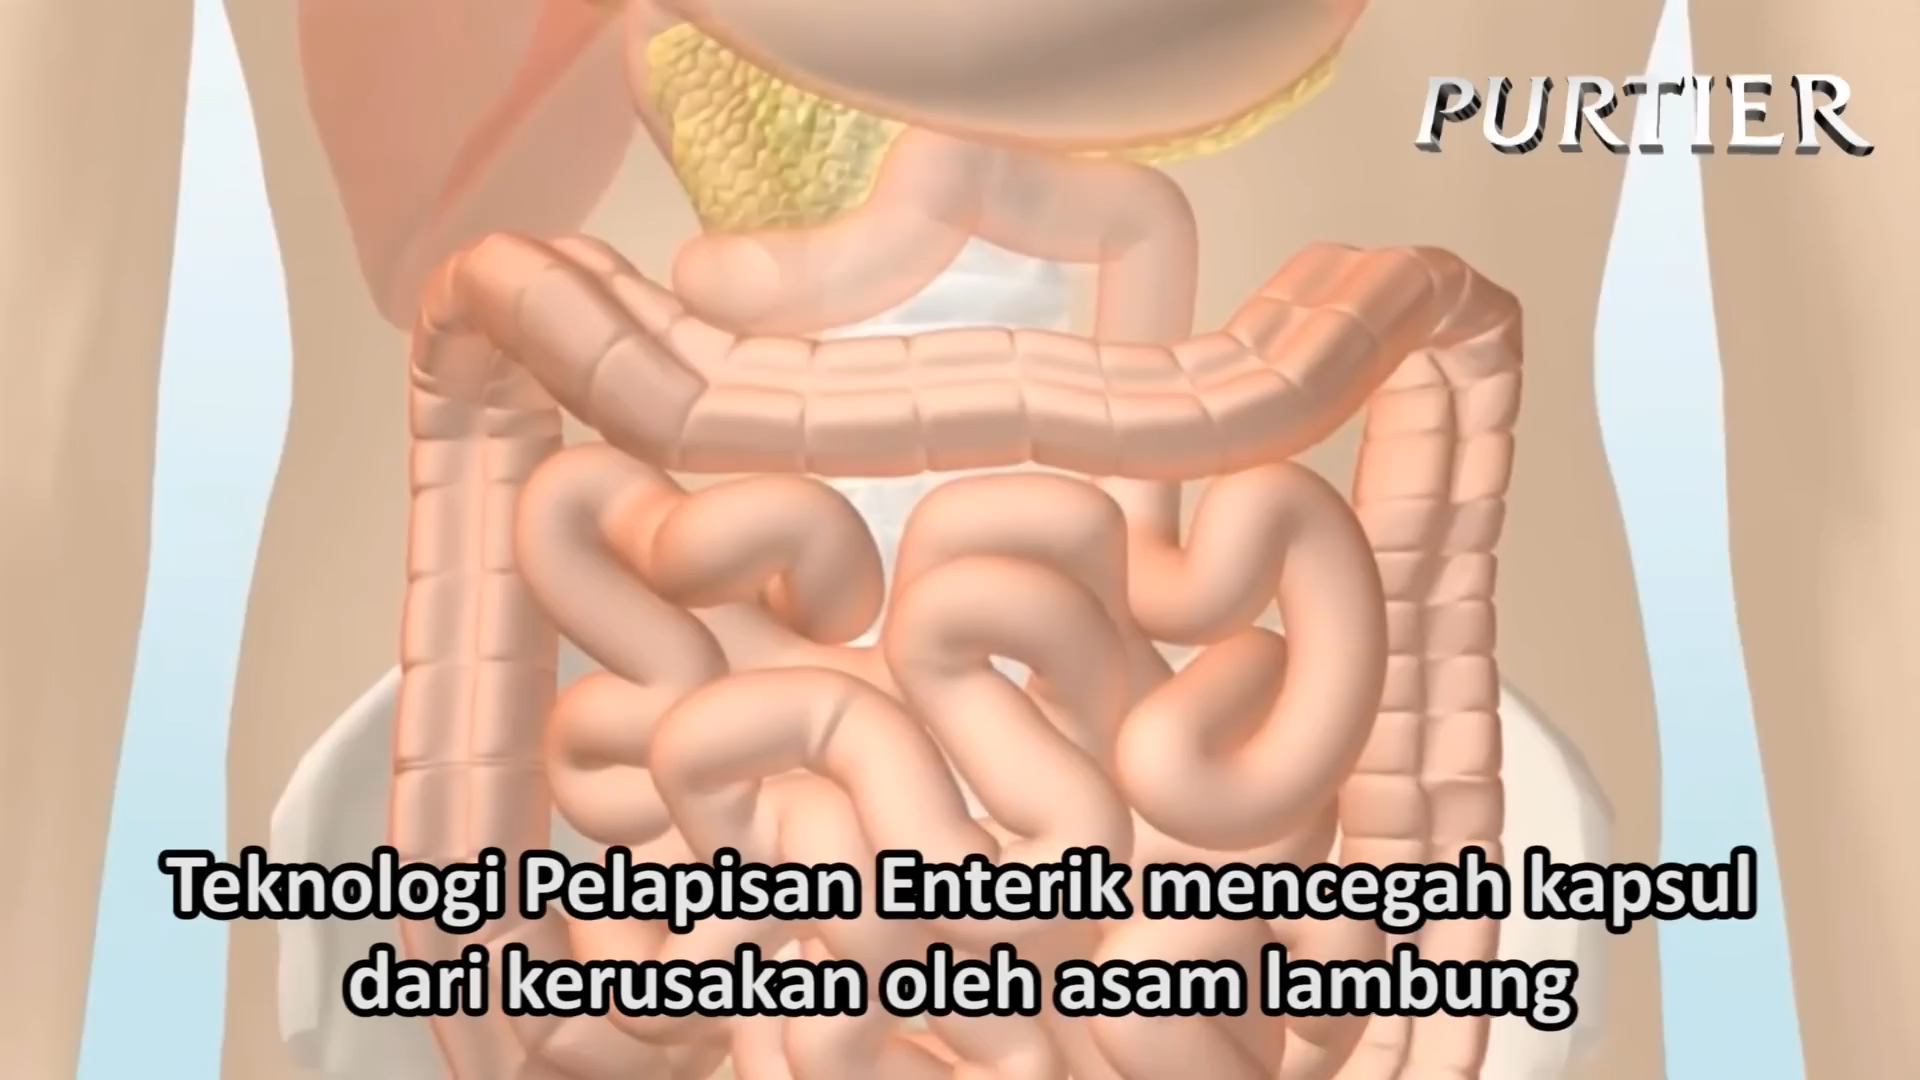 PURTIER
Teknologi Pelapisan Enterik mencegah kapsul
dari kerusakan oleh asam lambung